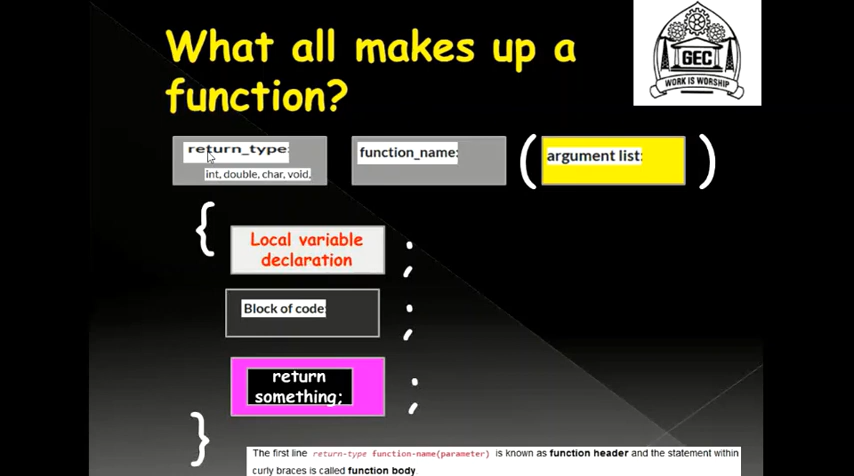 What all makes up a
function?
GEC
WORK IS WORSHIP
return_type:
int, double, char, void,
function_name:
(
argument list:
)
{
Local variable
declaration
;
Block of code:
;
return
something;
;
}
The first line return-type function-name(parameter) is known as function header and the statement within
curly braces is called function body.